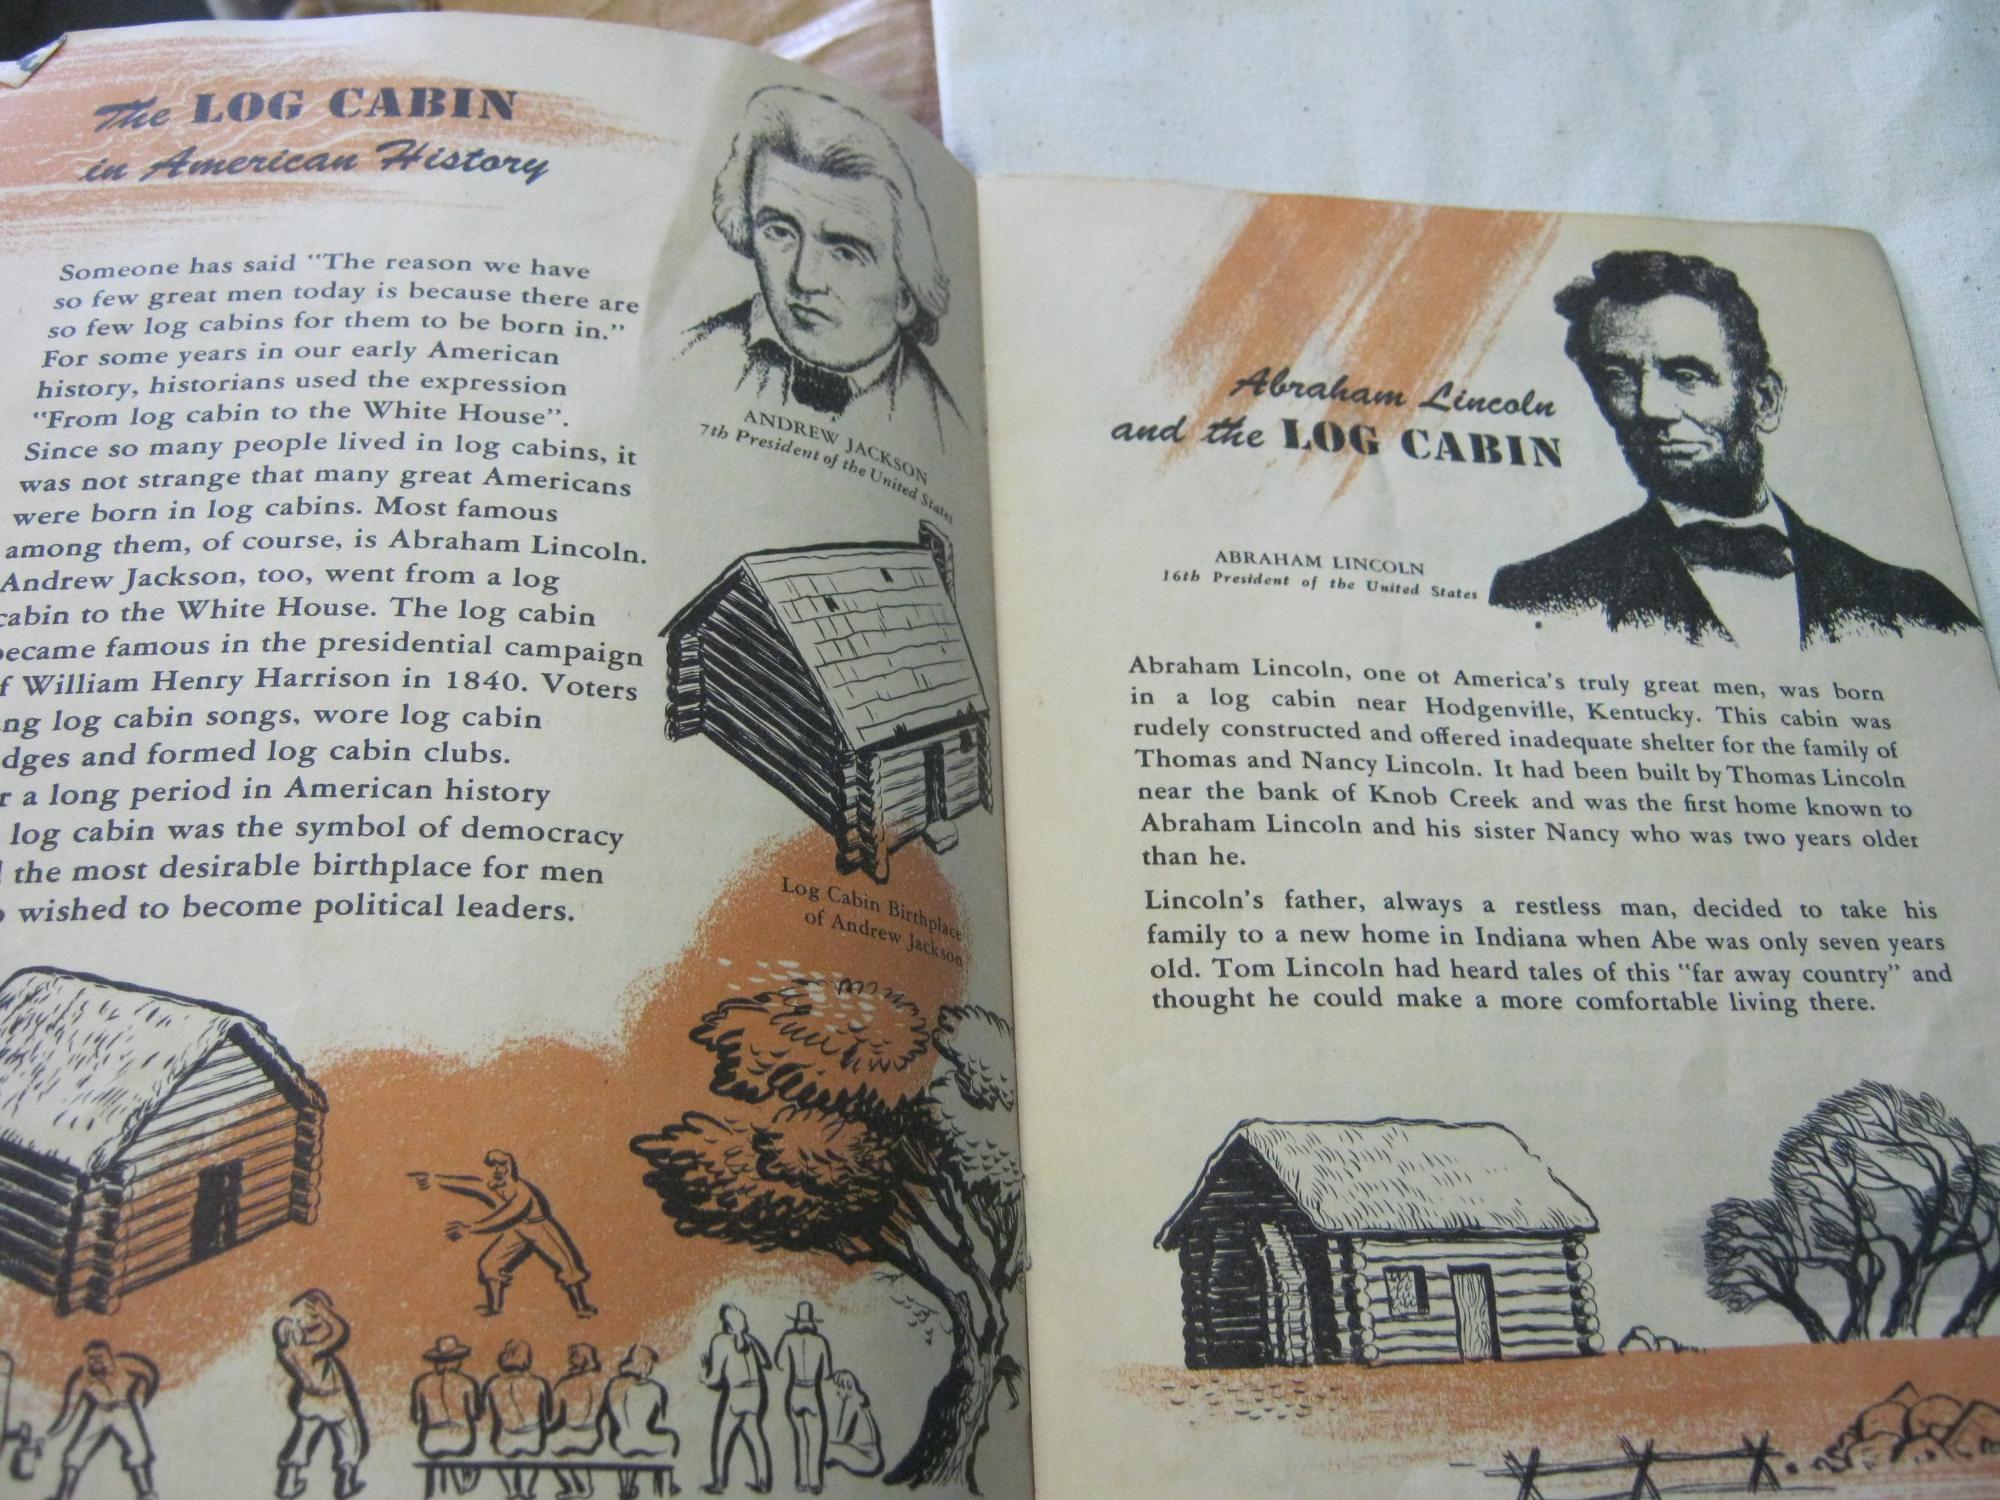 The LOG CABIN
in American History
Someone has said "The reason we have
so few great men today is because there are
so few log cabins for them to be born in."
For some years in our early American
history, historians used the expression
"From log cabin to the White House".
Since so many people lived in log cabins, it
was not strange that many great Americans
were born in log cabins. Most famous
among them, of course, is Abraham Lincoln.
Andrew Jackson, too, went from a log
cabin to the White House. The log cabin
became famous in the presidential campaign
f William Henry Harrison in 1840. Voters
ng log cabin songs, wore log cabin
dges and formed log cabin clubs.
r a long period in American history
log cabin was the symbol of democracy
the most desirable birthplace for men
wished to become political leaders.
ANDREW JACKSON
7th President of the United States
Log Cabin Birthplace
of Andrew Jackson
Abraham Lincoln
and the LOG CABIN
ABRAHAM LINCOLN
16th President of the United States
Abraham Lincoln, one ot America's truly great men, was born
in a log cabin near Hodgenville, Kentucky. This cabin was
rudely constructed and offered inadequate shelter for the family of
Thomas and Nancy Lincoln. It had been built by Thomas Lincoln
near the bank of Knob Creek and was the first home known to
Abraham Lincoln and his sister Nancy who was two years older
than he.
Lincoln's father, always a restless man, decided to take his
family to a new home in Indiana when Abe was only seven years
old. Tom Lincoln had heard tales of this "far away country" and
thought he could make a more comfortable living there.